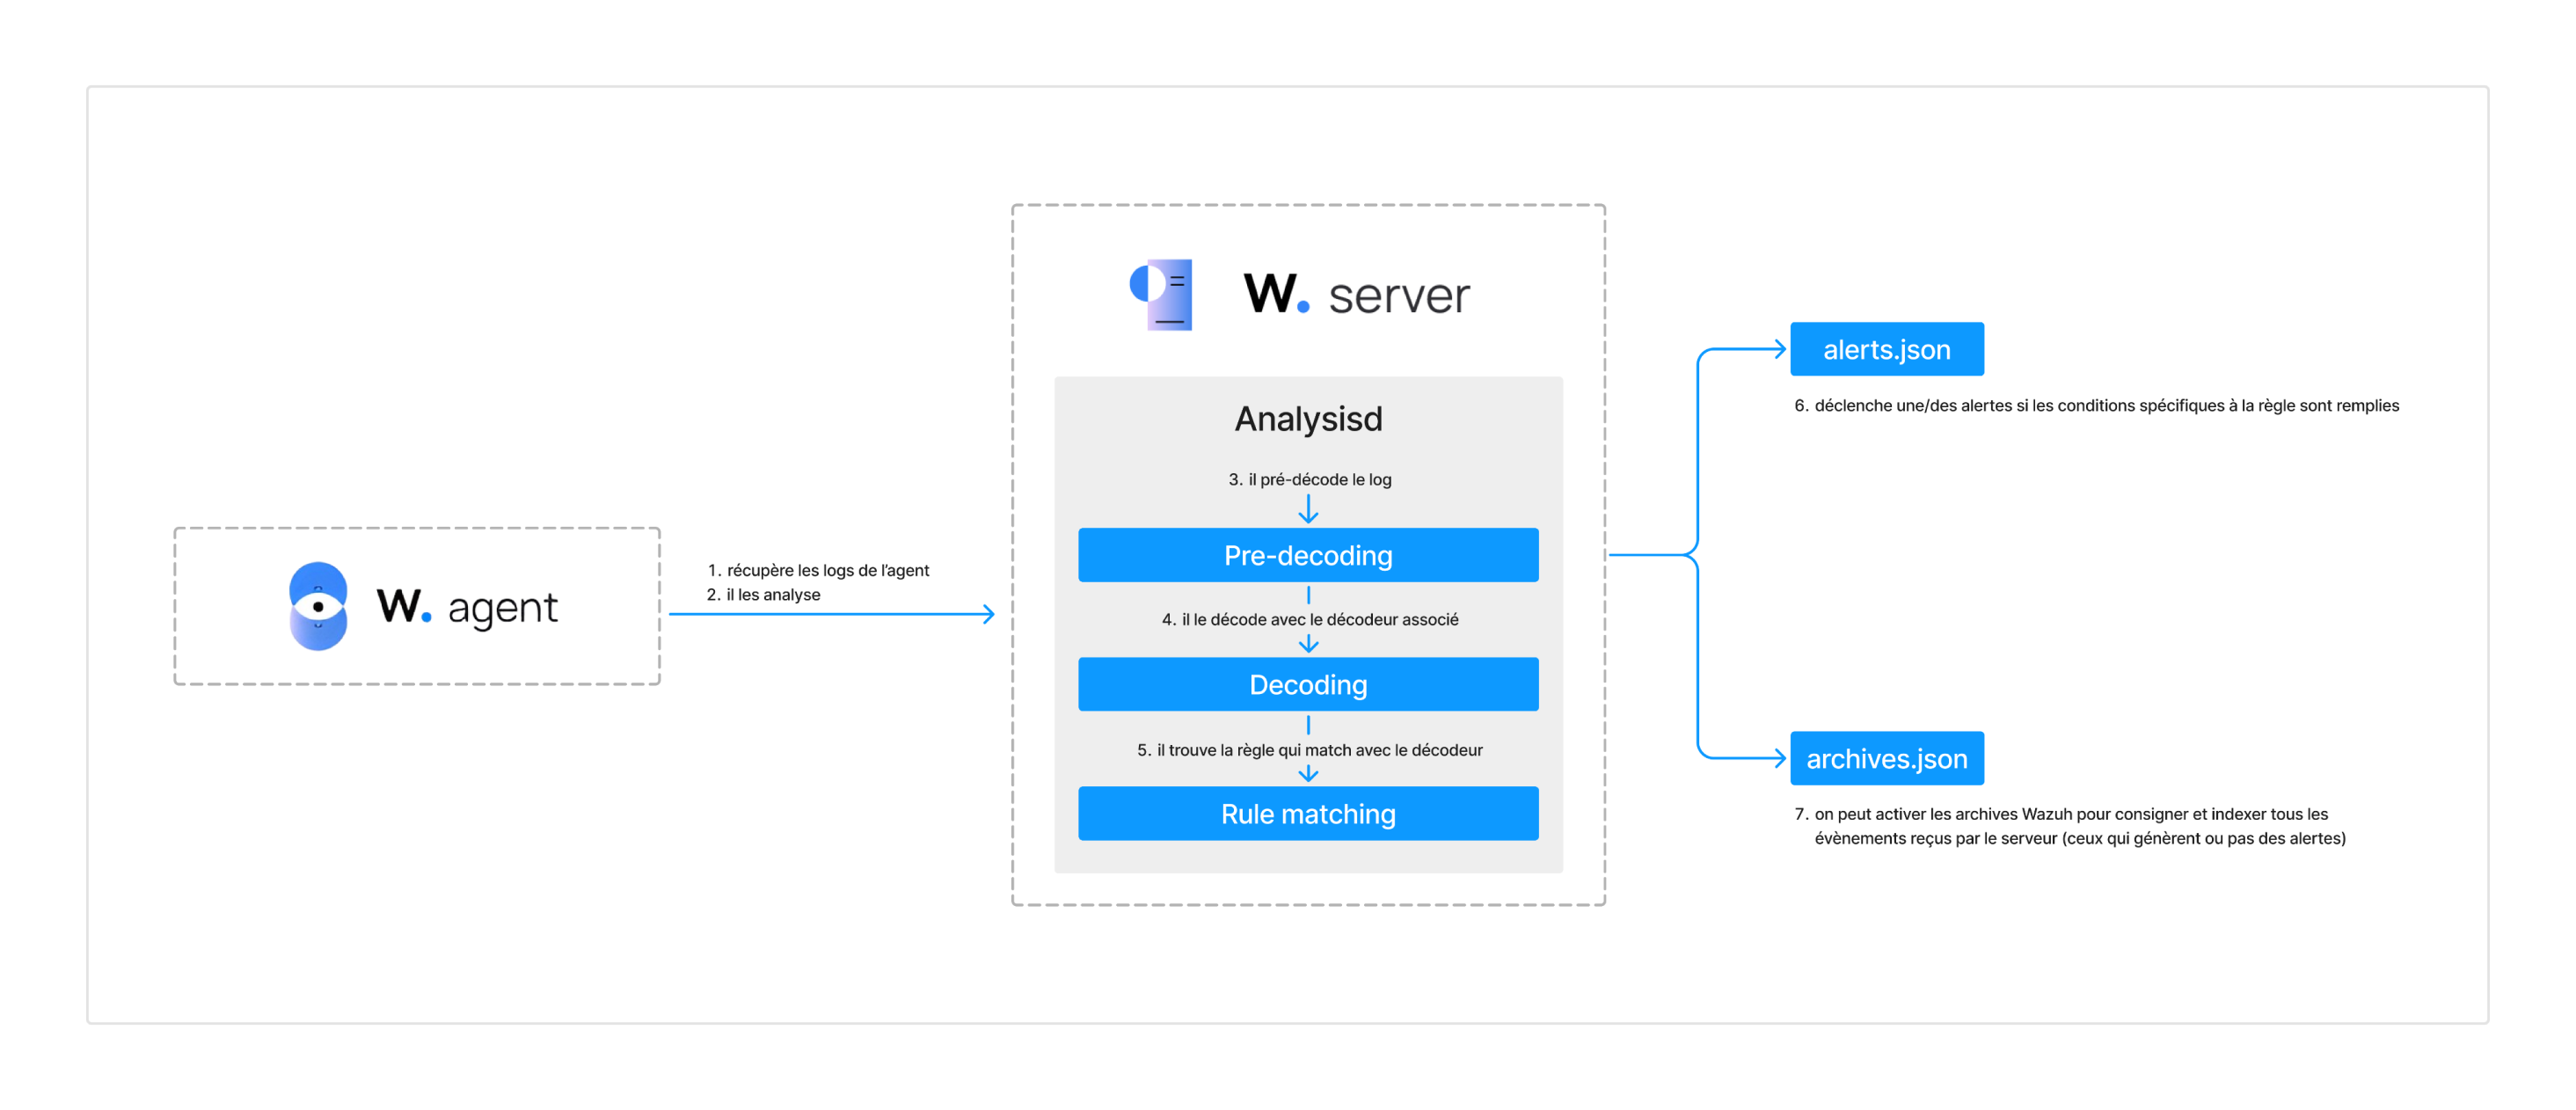 W. agent
1. récupère les logs de l'agent
2. il les analyse
W. server
Analysisd
3. il pré-décode le log
Pre-decoding
4. il le décode avec le décodeur associé
Decoding
5. il trouve la règle qui match avec le décodeur
Rule matching
alerts.json
6. déclenche une/des alertes si les conditions spécifiques à la règle sont remplies
archives.json
7. on peut activer les archives Wazuh pour consigner et indexer tous les
évènements reçus par le serveur (ceux qui génèrent ou pas des alertes)